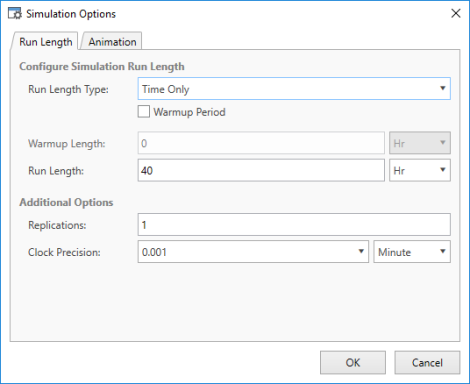 Simulation Options
Run Length Animation
Configure Simulation Run Length
Run Length Type: Time Only
Warmup Period
Warmup Length: 0 Hr
Run Length: 40 Hr
Additional Options
Replications: 1
Clock Precision: 0.001 Minute
OK Cancel